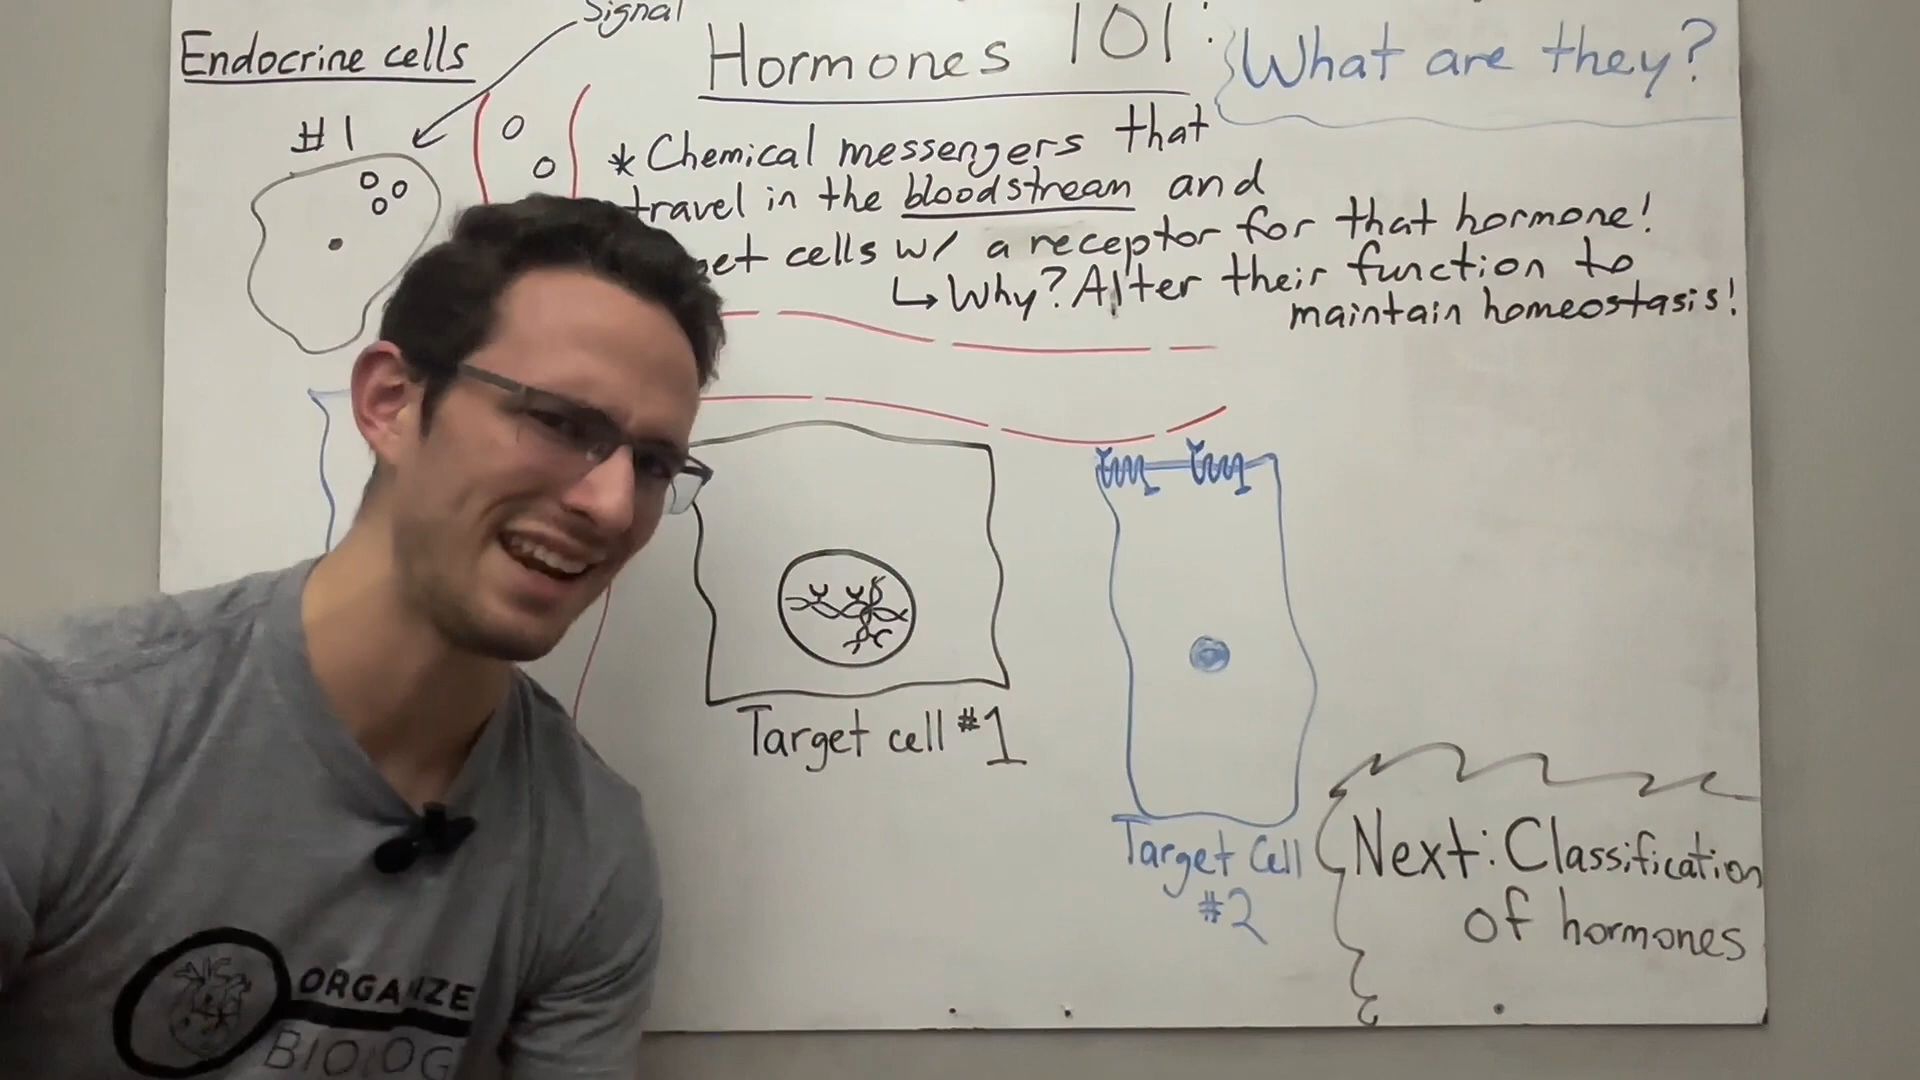 Signal
Endocrine cells
#1
Hormones 101:
What are they?
* Chemical messengers that
travel in the bloodstream and
cells w/ a receptor for that hormone!
↳ Why? Alter their function to
maintain homeostasis!
Target cell #1
Target Cell
#2
Next: Classification
of hormones
ORGANIZE
BIOLOG